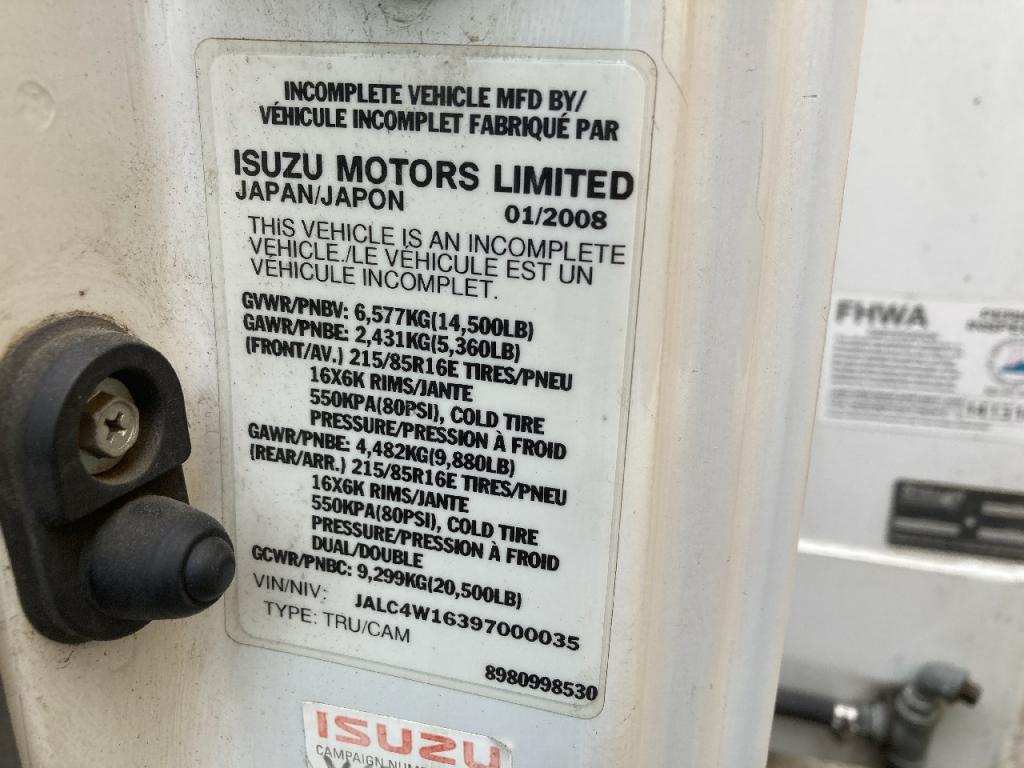 INCOMPLETE VEHICLE MFD BY/
VÉHICULE INCOMPLET FABRIQUÉ PAR
ISUZU MOTORS LIMITED
JAPAN/JAPON 01/2008
THIS VEHICLE IS AN INCOMPLETE
VEHICLE./LE VÉHICULE EST UN
VÉHICULE INCOMPLET.
GVWR/PNBV: 6,577KG(14,500LB)
GAWR/PNBE: 2,431KG(5,360LB)
(FRONT/AV.) 215/85R16E TIRES/PNEU
16X6K RIMS/JANTE
550KPA(80PSI), COLD TIRE
PRESSURE/PRESSION À FROID
GAWR/PNBE: 4,482KG(9,880LB)
(REAR/ARR.) 215/85R16E TIRES/PNEU
16X6K RIMS/JANTE
550KPA(80PSI), COLD TIRE
PRESSURE/PRESSION À FROID
DUAL/DOUBLE
GCWR/PNBC: 9,299KG(20,500LB)
VIN/NIV: JALC4W16397000035
TYPE: TRU/CAM
8980998530
ISUZU
CAMPAIGN
FHWA